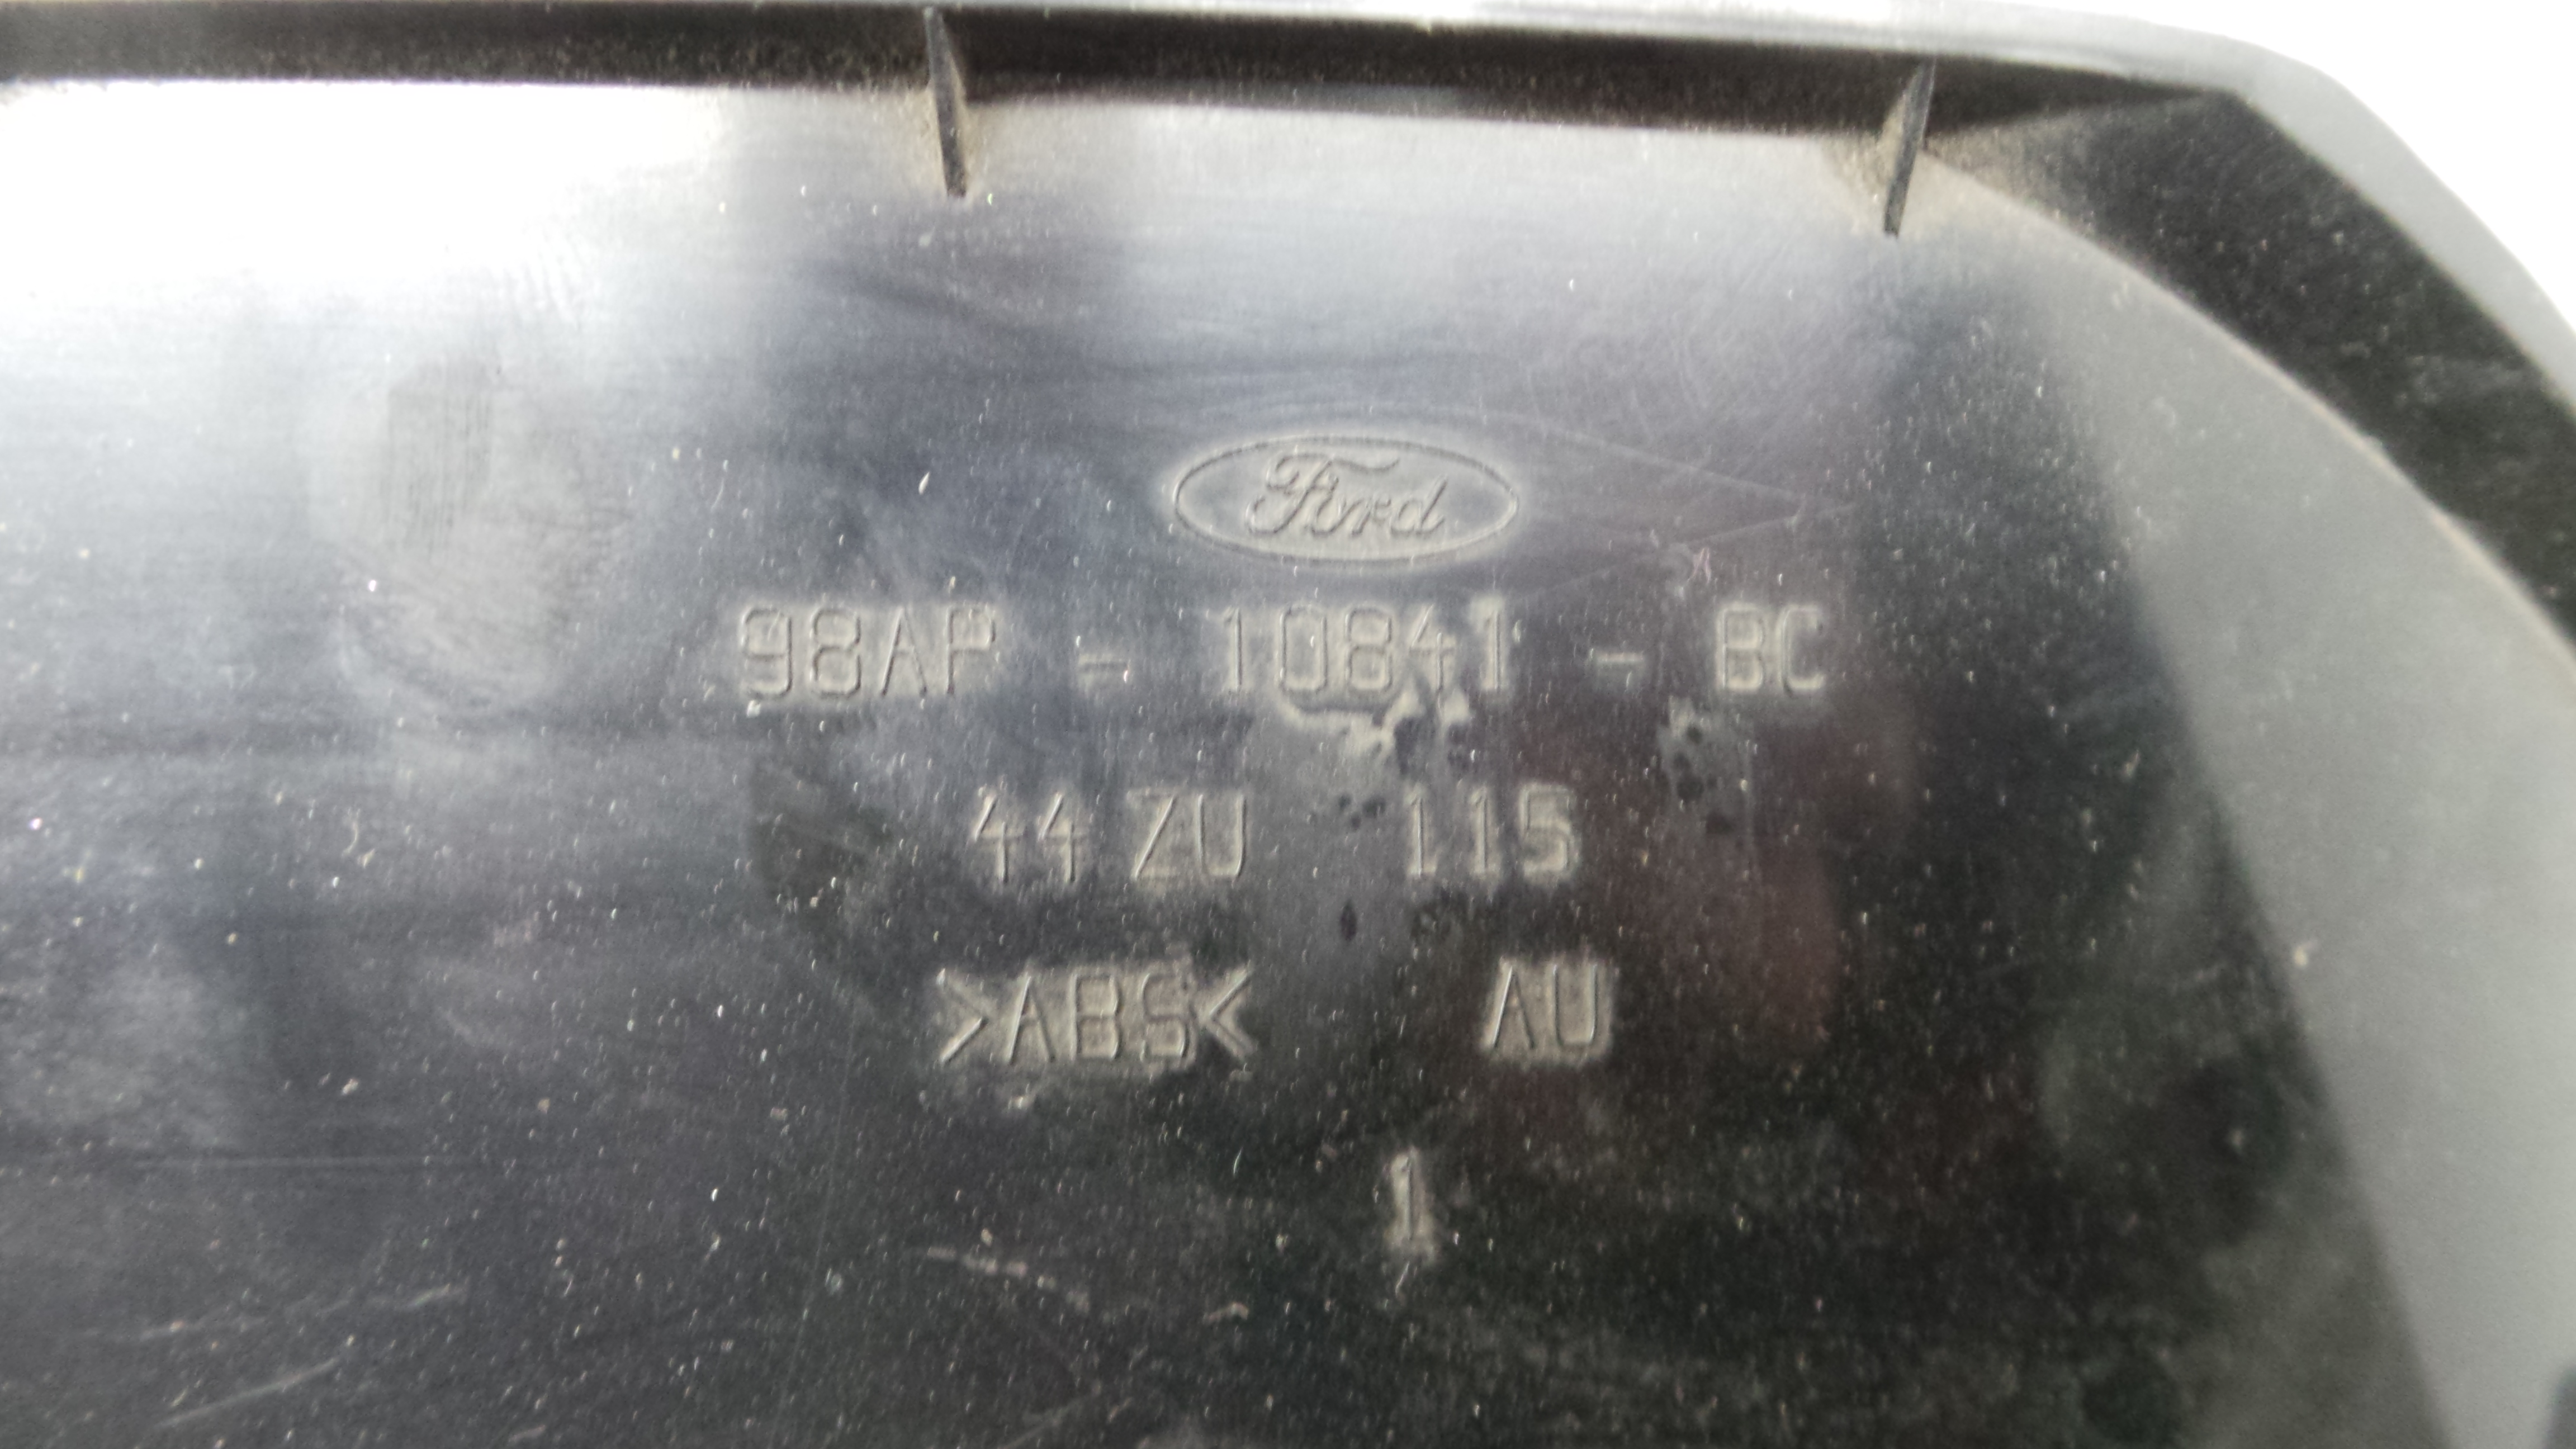 Ford
98AP - 10841 - BC
44 ZU 115
>ABS< AU
1